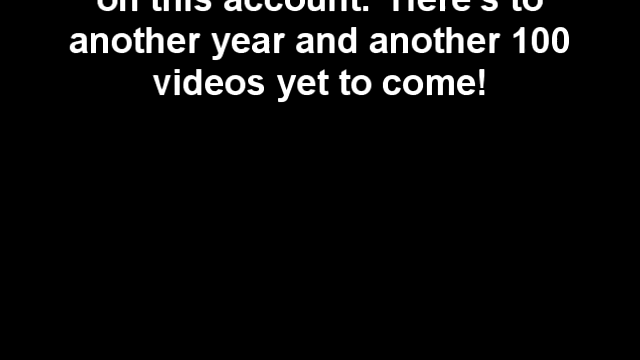 on this account. Here's to
another year and another 100
videos yet to come!